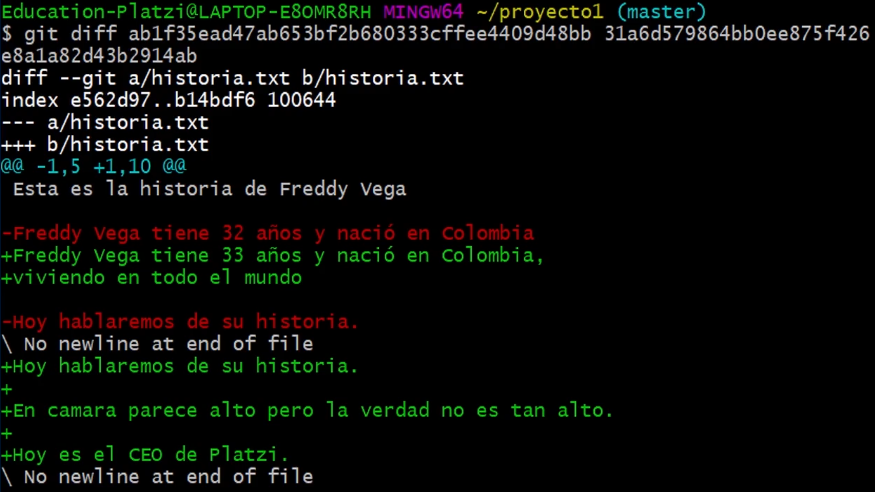 Education-Platzi@LAPTOP-E8OMR8RH MINGW64 ~/proyecto1 (master)
$ git diff ab1f35ead47ab653bf2b680333cffee4409d48bb 31a6d579864bb0ee875f426
e8a1a82d43b2914ab
diff --git a/historia.txt b/historia.txt
index e562d97..b14bdf6 100644
--- a/historia.txt
+++ b/historia.txt
@@ -1,5 +1,10 @@
 Esta es la historia de Freddy Vega

-Freddy Vega tiene 32 años y nació en Colombia
+Freddy Vega tiene 33 años y nació en Colombia,
+viviendo en todo el mundo

-Hoy hablaremos de su historia.
\ No newline at end of file
+Hoy hablaremos de su historia.
+
+En camara parece alto pero la verdad no es tan alto.
+
+Hoy es el CEO de Platzi.
\ No newline at end of file